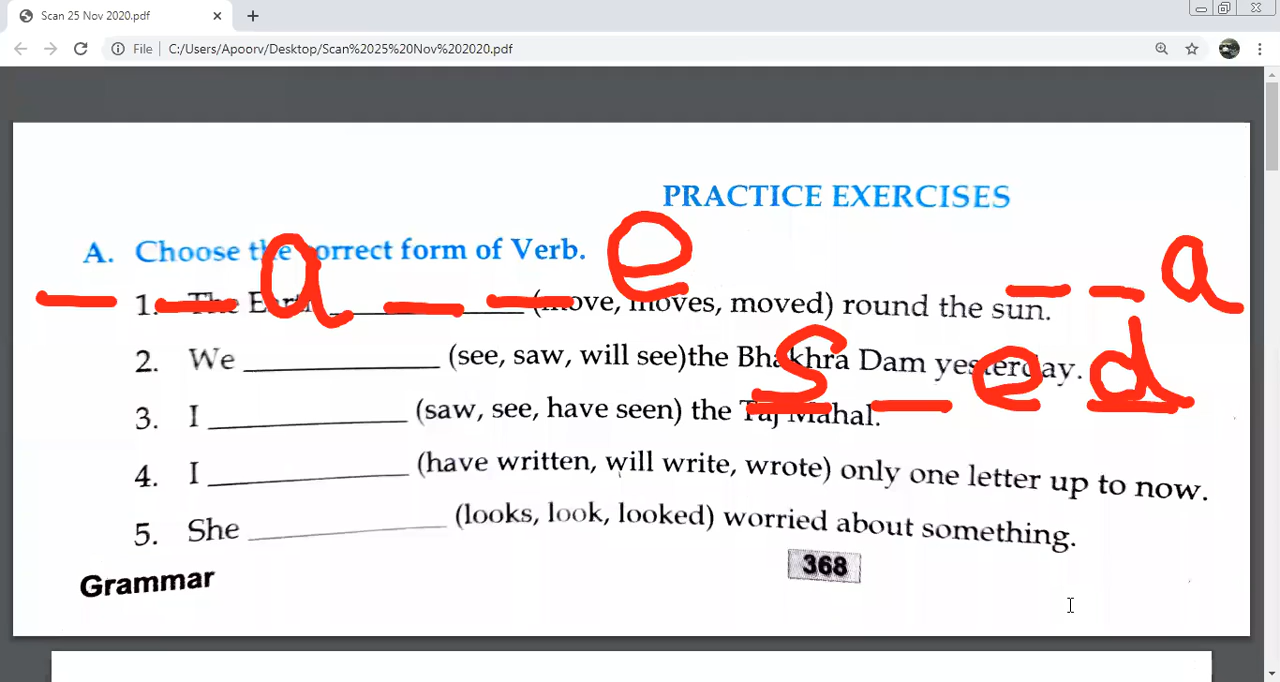 Scan 25 Nov 2020.pdf
File C:/Users/Apoorv/Desktop/Scan%2025%20Nov%202020.pdf
PRACTICE EXERCISES
A. Choose the correct form of Verb.
e
a
a
1. The Earth ____________ (move, moves, moved) round the sun.
2. We ____________ (see, saw, will see)the Bhakhra Dam yesterday.
s e d
3. I ____________ (saw, see, have seen) the Taj Mahal.
4. I ____________ (have written, will write, wrote) only one letter up to now.
5. She ____________ (looks, look, looked) worried about something.
368
Grammar